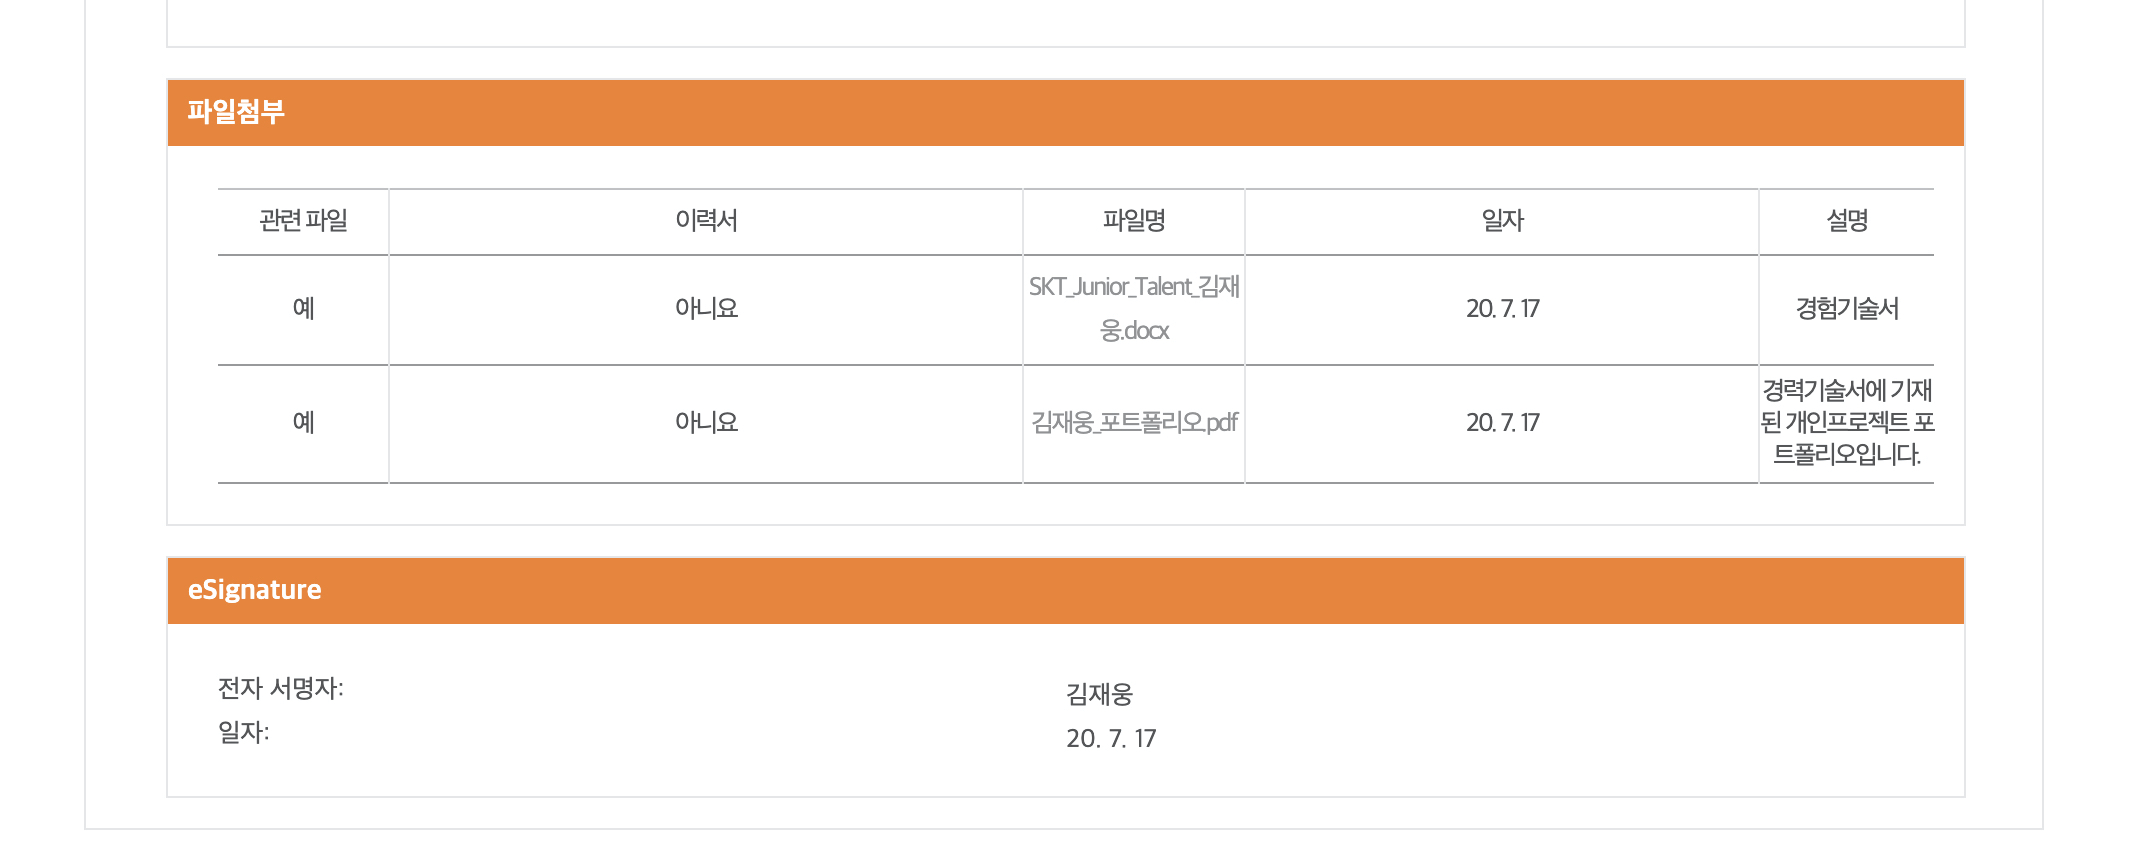 파일첨부
관련 파일 이력서 파일명 일자 설명
예 아니요 SKT_Junior_Talent_김재웅.docx 20. 7. 17 경험기술서
예 아니요 김재웅_포트폴리오.pdf 20. 7. 17 경력기술서에 기재
된 개인프로젝트 포
트폴리오입니다.
eSignature
전자 서명자: 김재웅
일자: 20. 7. 17